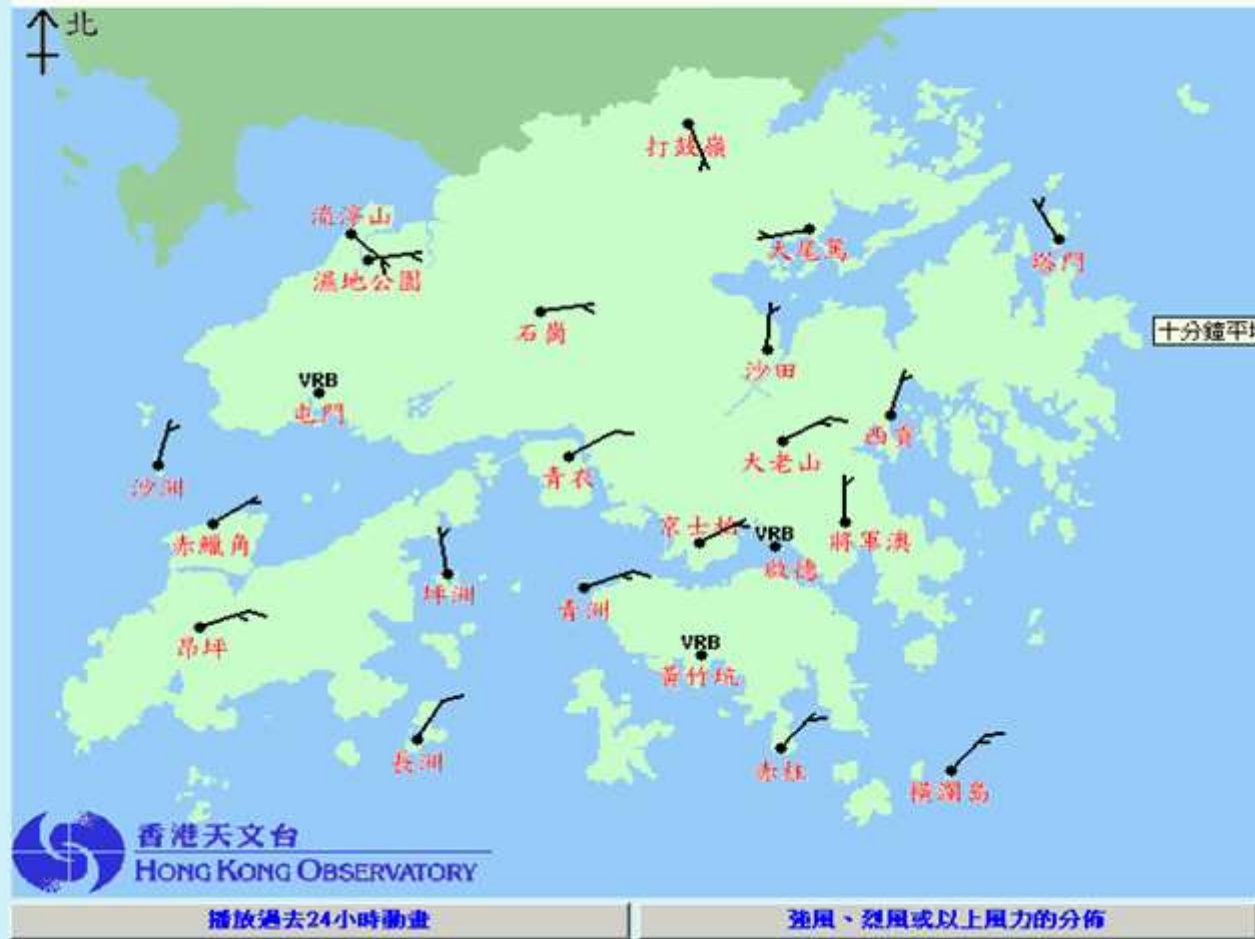 北
打鼓嶺
流浮山
大尾篤
塔門
濕地公園
石崗
十分鐘平均
沙田
VRB
屯門
西貢
大老山
青衣
沙洲
京士柏
VRB
將軍澳
赤鱲角
啟德
坪洲
青洲
昂坪
VRB
黃竹坑
長洲
赤柱
橫瀾島
香港天文台
HONG KONG OBSERVATORY
播放過去24小時動畫
強風、烈風或以上風力的分佈